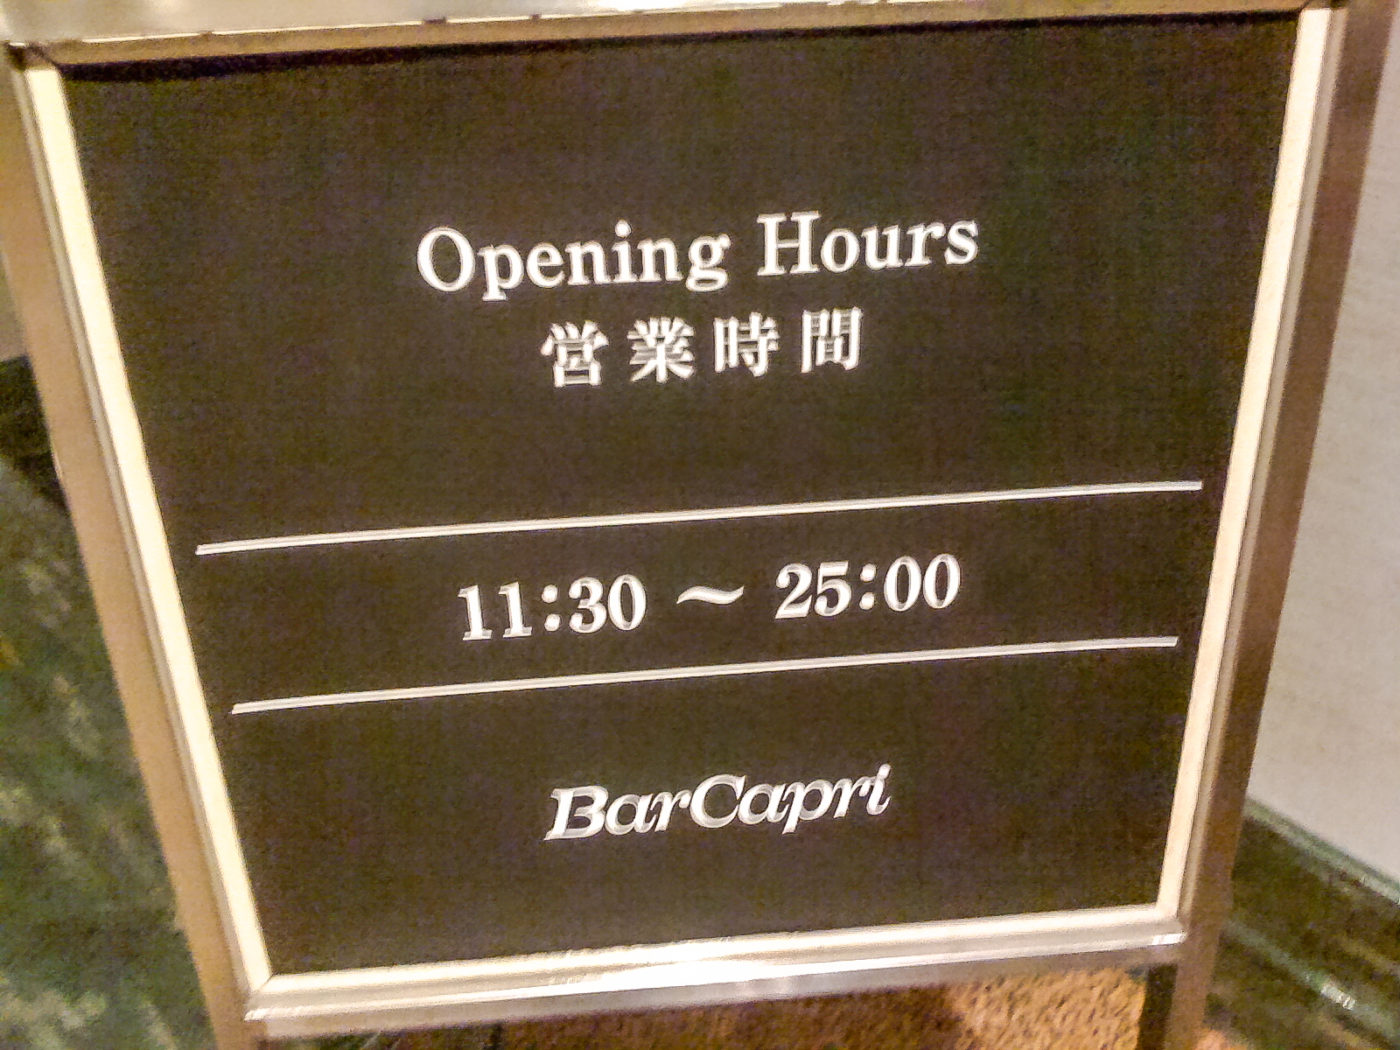 Opening Hours
営業時間
11:30 〜 25:00
BarCapri